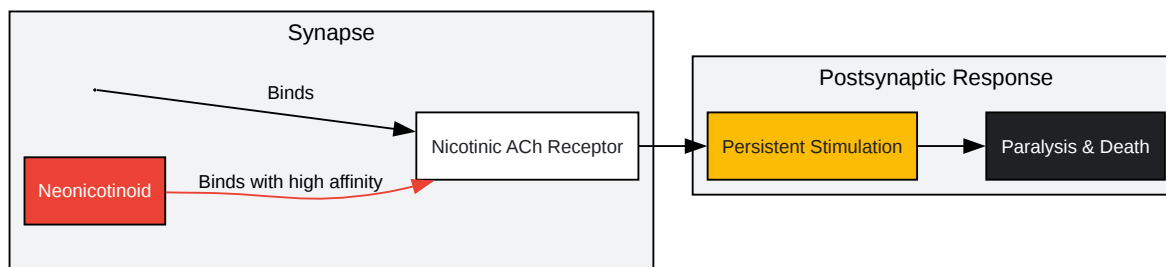 Synapse
Postsynaptic Response
Binds
Nicotinic ACh Receptor
Persistent Stimulation
Paralysis & Death
Neonicotinoid
Binds with high affinity